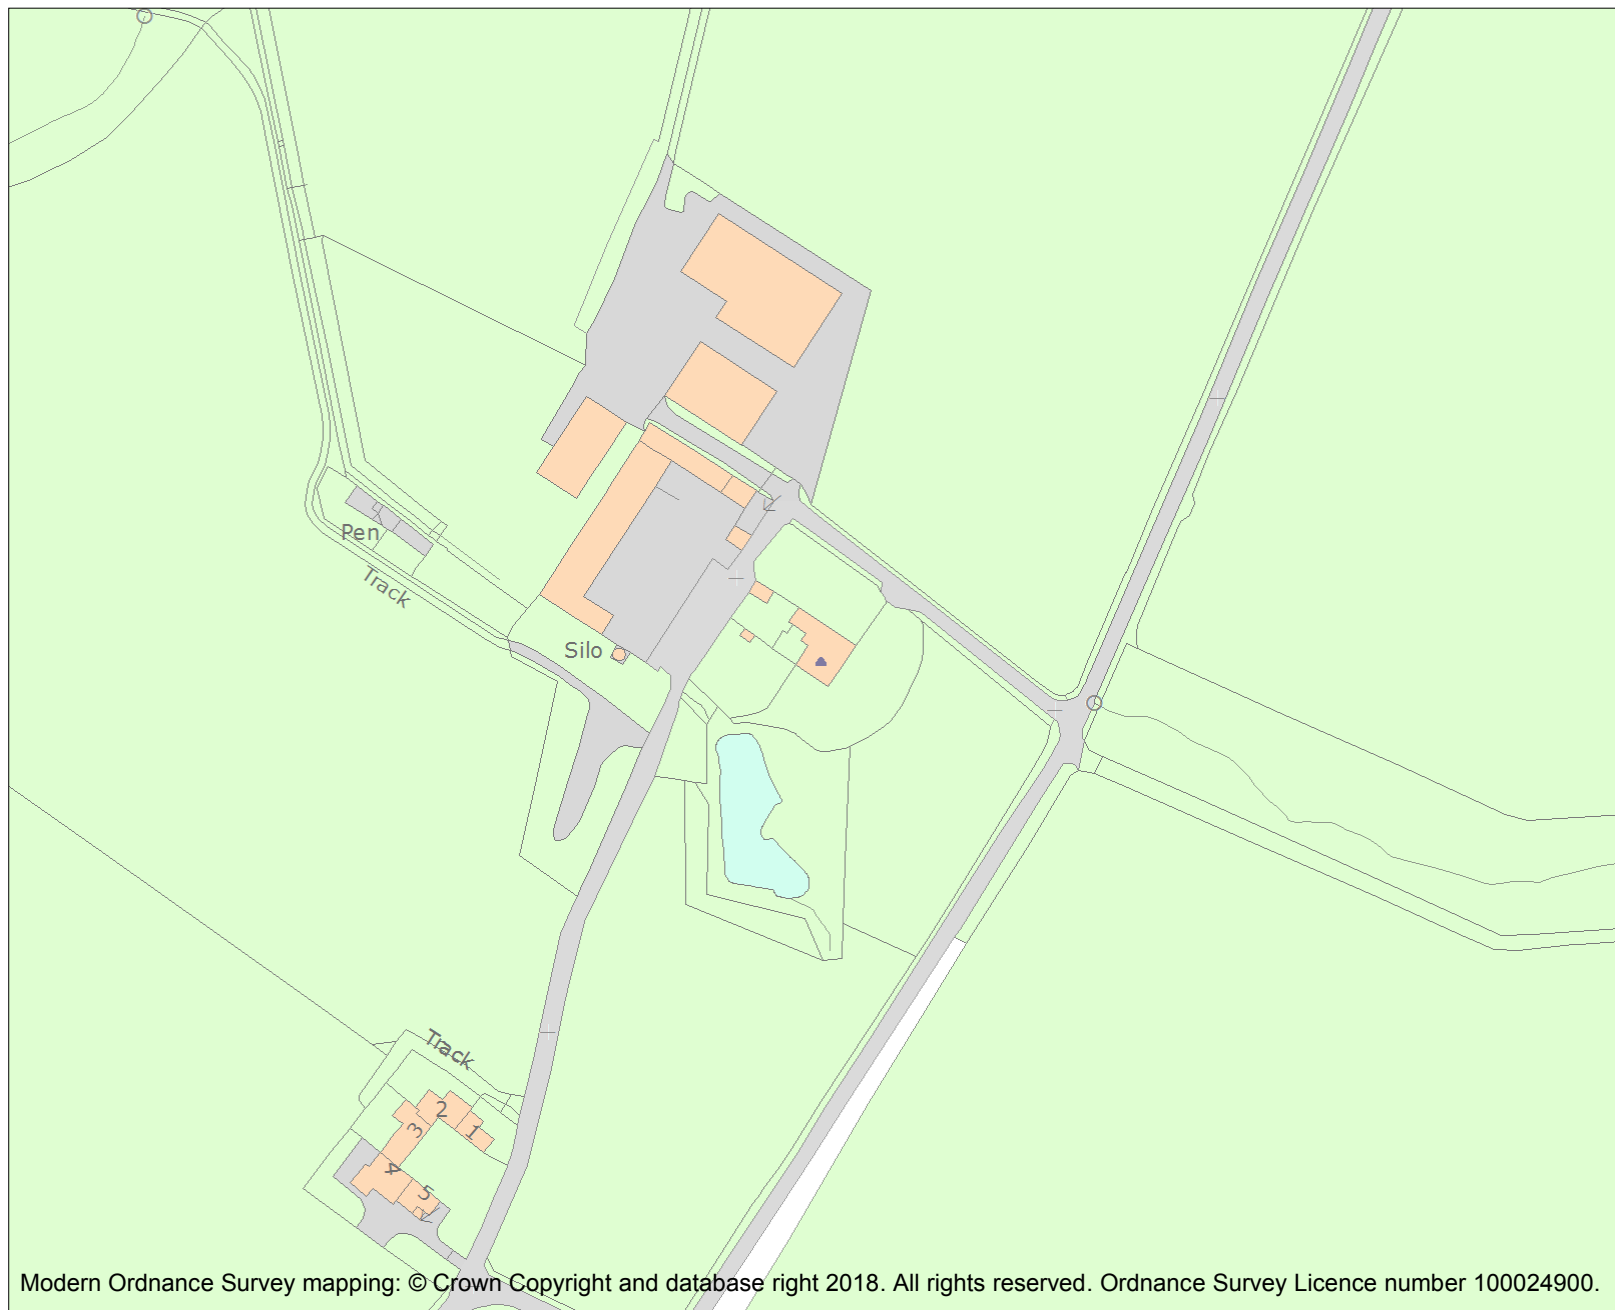 Pen
Track
Silo
Track
2
3
1
4
5
Modern Ordnance Survey mapping: © Crown Copyright and database right 2018. All rights reserved. Ordnance Survey Licence number 100024900.